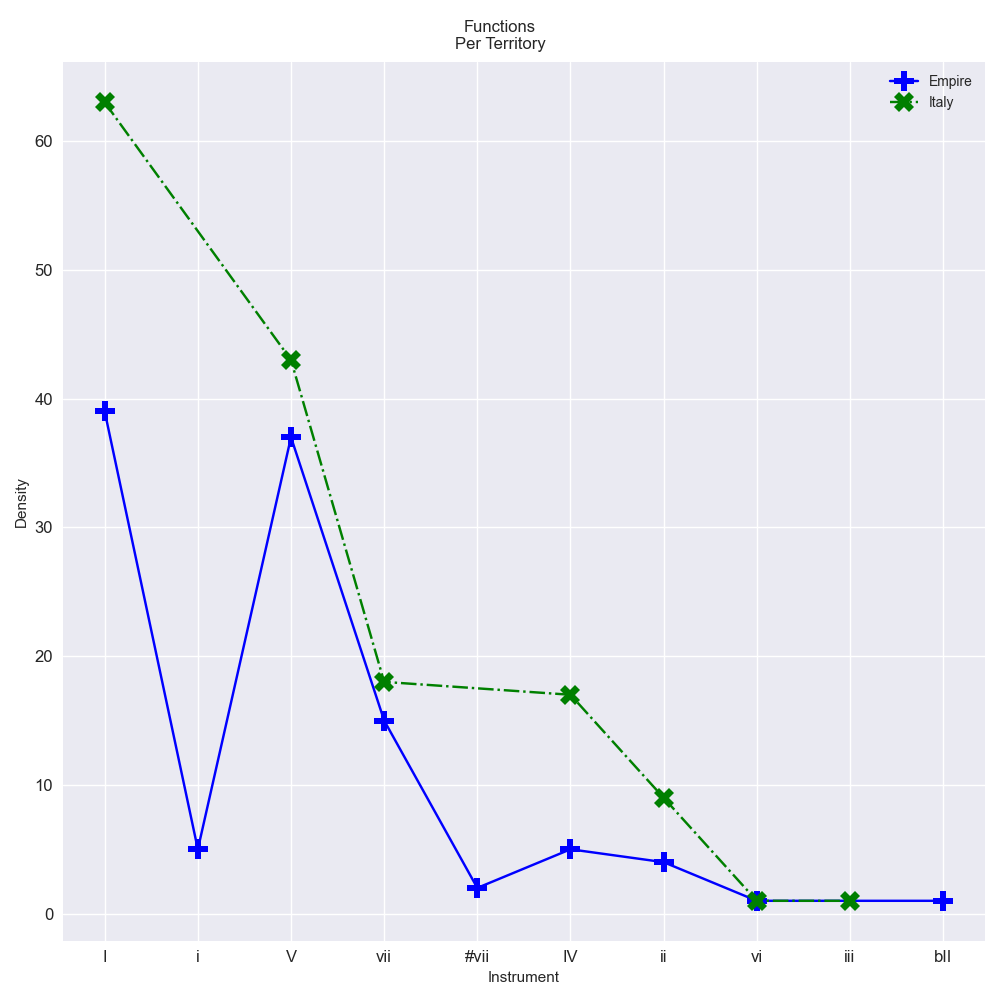 Functions
Per Territory
Empire
Italy
Density
60
50
40
30
20
10
0
I i V vii #vii IV ii vi iii bII
Instrument